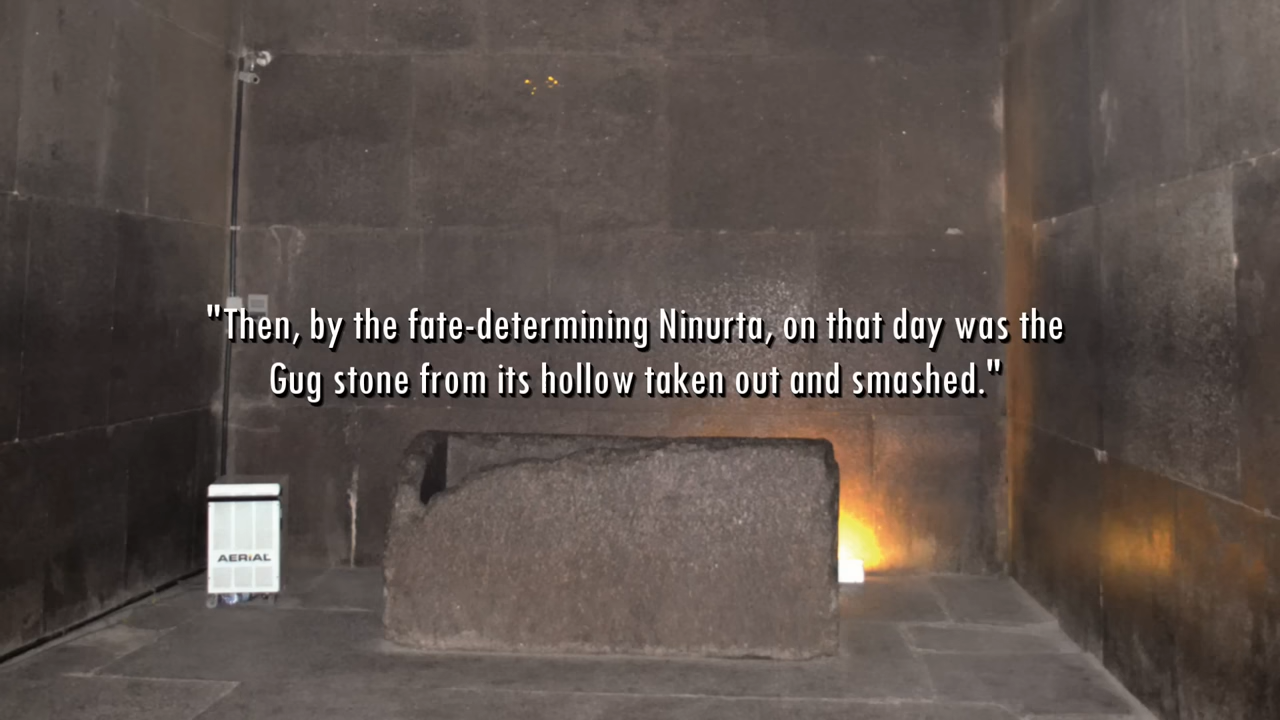 "Then, by the fate-determining Ninurta, on that day was the
Gug stone from its hollow taken out and smashed."
AERIAL